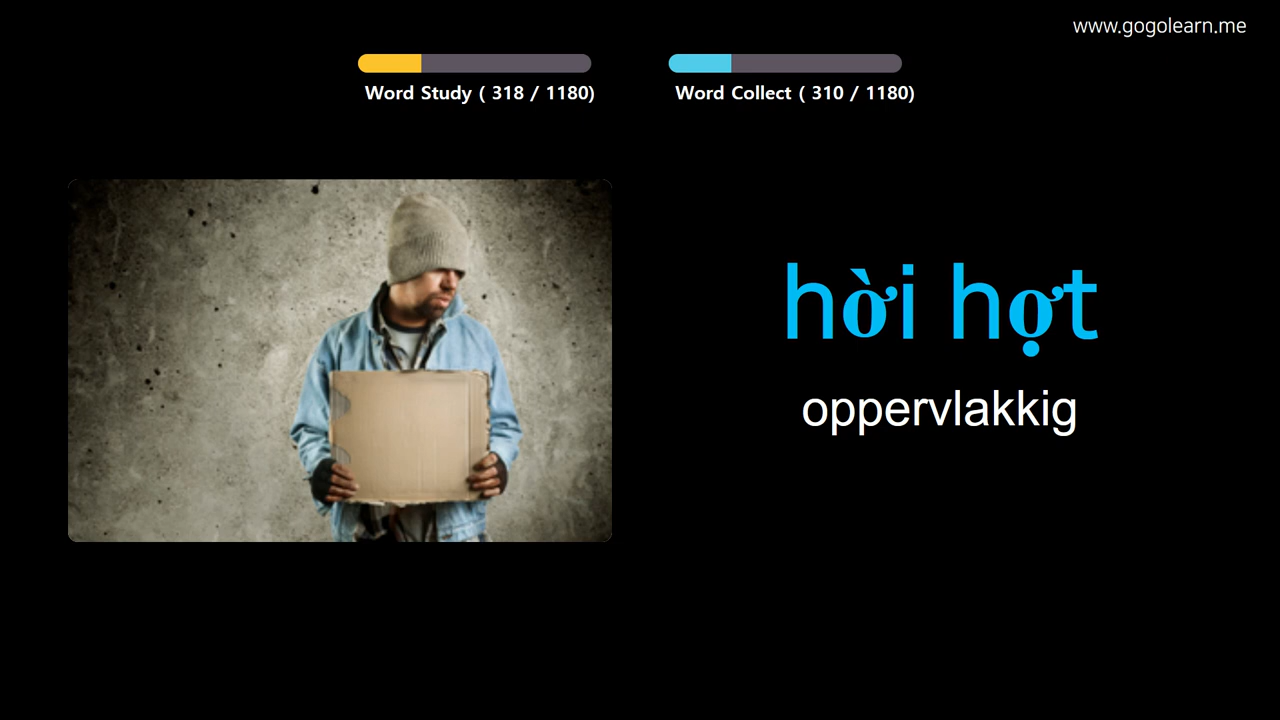 www.gogolearn.me
Word Study ( 318 / 1180)
Word Collect ( 310 / 1180)
hời hợt
oppervlakkig